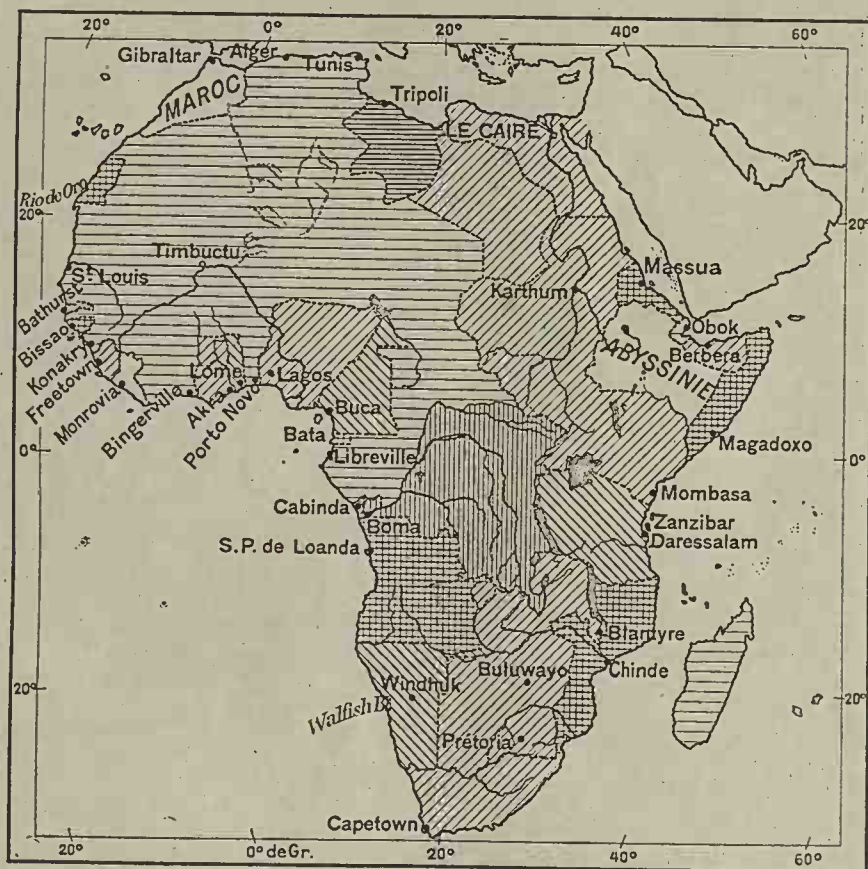 20° 0° 20° 40° 60°
Gibraltar
Alger
Tunis
MAROC
Tripoli
LE CAIRE
Rio do Oro
20°
20°
Timbuctu
St. Louis
Massua
Karthum
Bathurst
Bissao
Obok
Konakry
ABYSSINIE
Berbera
Freetown
Lome
Lagos
Monrovia
Bingerville
Akra
Porto Novo
Buca
Bata
Magadoxo
0°
Libreville
0°
Mombasa
Cabinda
Zanzibar
Boma
Daressalam
S.P. de Loanda
Blantyre
Chinde
Buluwayo
20°
Windhuk
20°
Walfish B.
Prétoria
Capetown
20° 0° de Gr. 20° 40° 60°